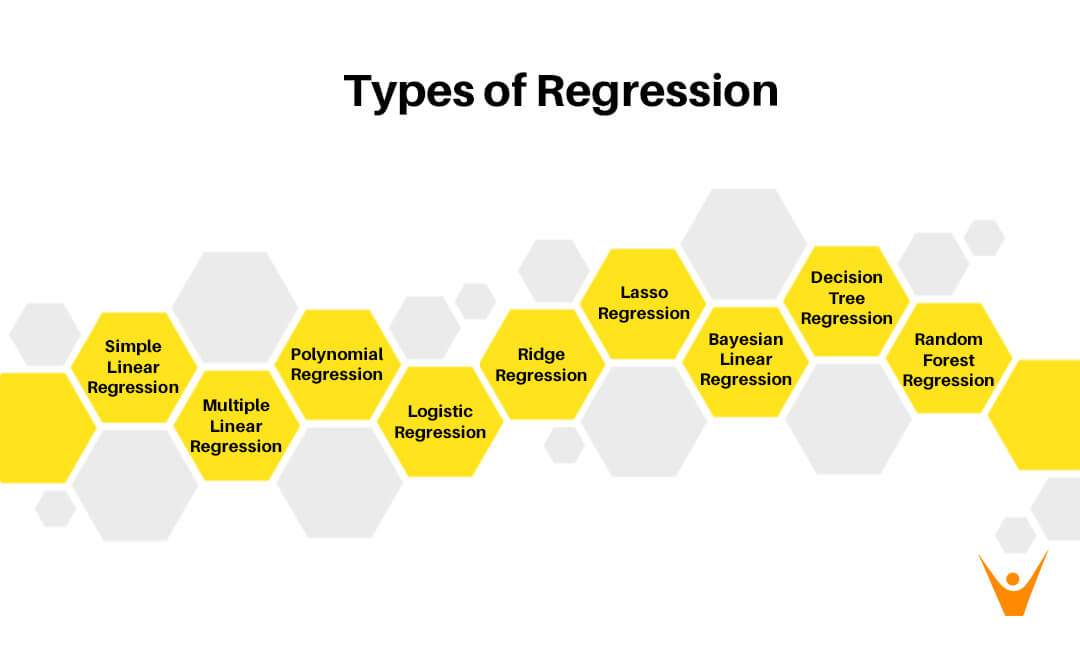 Types of Regression
Simple
Linear
Regression
Multiple
Linear
Regression
Polynomial
Regression
Logistic
Regression
Ridge
Regression
Lasso
Regression
Bayesian
Linear
Regression
Decision
Tree
Regression
Random
Forest
Regression